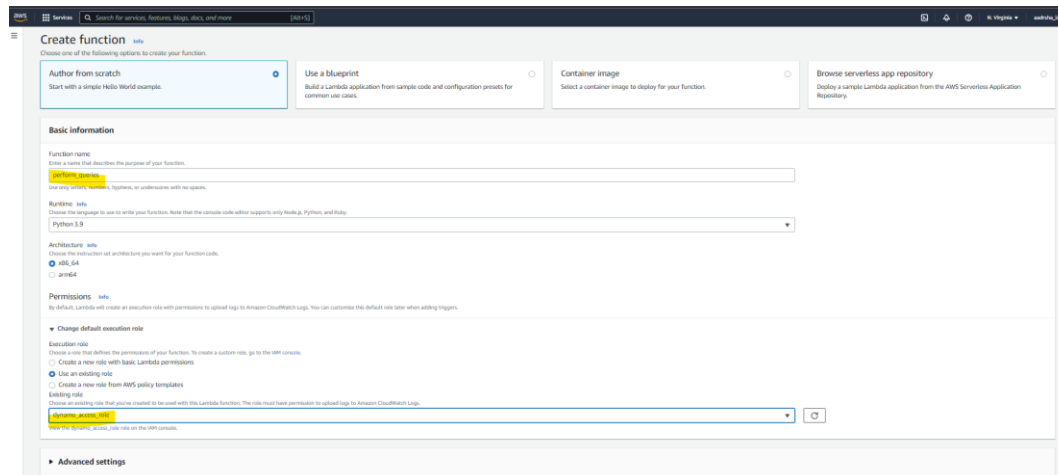 aws
Services
Search for services, features, blogs, docs, and more
[Alt+S]
N. Virginia
Create function Info
Choose one of the following options to create your function.
Author from scratch
Start with a simple Hello World example.
Use a blueprint
Build a Lambda application from sample code and configuration presets for
common use cases.
Container image
Select a container image to deploy for your function.
Browse serverless app repository
Deploy a sample Lambda application from the AWS Serverless Application
Repository.
Basic information
Function name
Enter a name that describes the purpose of your function.
perform_queries
Use only letters, numbers, hyphens, or underscores with no spaces.
Runtime Info
Choose the language to use to write your function. Note that the console code editor supports only Node.js, Python, and Ruby.
Python 3.9
Architecture Info
Choose the instruction set architecture you want for your function code.
x86_64
arm64
Permissions Info
By default, Lambda will create an execution role with permissions to upload logs to Amazon CloudWatch Logs. You can customize this default role later when adding triggers.
Change default execution role
Execution role
Choose a role that defines the permissions of your function. To create a custom role, go to the IAM console.
Create a new role with basic Lambda permissions
Use an existing role
Create a new role from AWS policy templates
Existing role
Choose an existing role that you've created to be used with this Lambda function. The role must have permission to upload logs to Amazon CloudWatch Logs.
dynamo_access_role
View the dynamo_access_role role on the IAM console.
Advanced settings